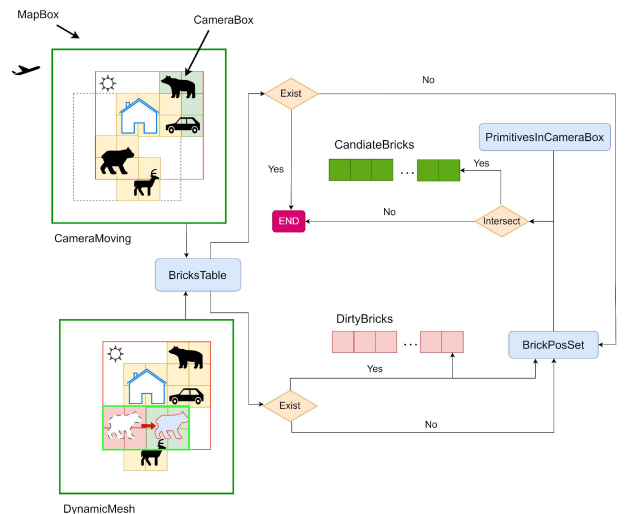 MapBox
CameraBox
No
Exist
PrimitivesInCameraBox
CandiateBricks
Yes
Yes
...
END
No
Intersect
CameraMoving
BricksTable
DirtyBricks
...
BrickPosSet
Yes
Exist
No
DynamicMesh